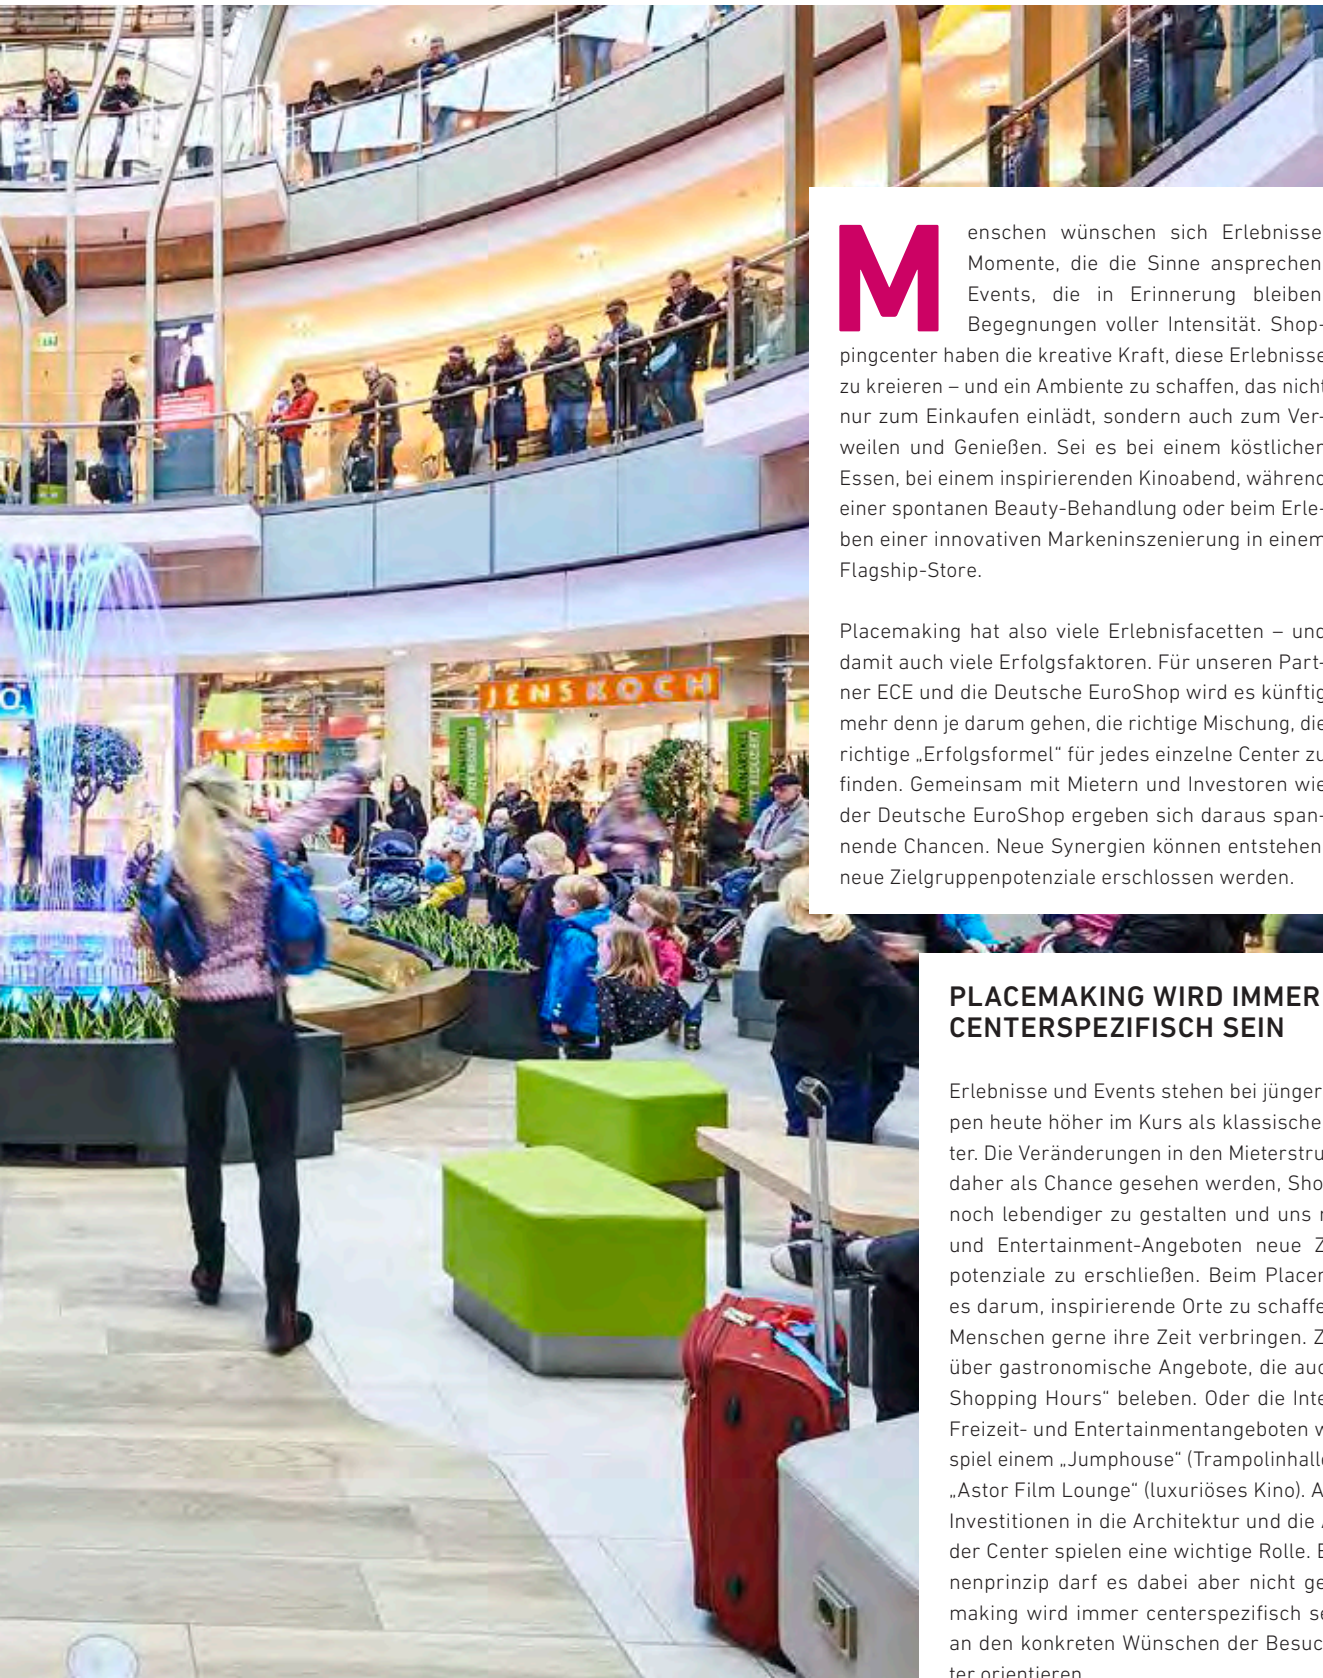 Menschen wünschen sich Erlebnisse
Momente, die die Sinne ansprechen
Events, die in Erinnerung bleiben
Begegnungen voller Intensität. Shop-
pingcenter haben die kreative Kraft, diese Erlebnisse
zu kreieren – und ein Ambiente zu schaffen, das nicht
nur zum Einkaufen einlädt, sondern auch zum Ver-
weilen und Genießen. Sei es bei einem köstlichen
Essen, bei einem inspirierenden Kinoabend, während
einer spontanen Beauty-Behandlung oder beim Erle-
ben einer innovativen Markeninszenierung in einem
Flagship-Store.
Placemaking hat also viele Erlebnisfacetten – und
damit auch viele Erfolgsfaktoren. Für unseren Part-
ner ECE und die Deutsche EuroShop wird es künftig
mehr denn je darum gehen, die richtige Mischung, die
richtige „Erfolgsformel“ für jedes einzelne Center zu
finden. Gemeinsam mit Mietern und Investoren wie
der Deutsche EuroShop ergeben sich daraus span-
nende Chancen. Neue Synergien können entstehen
neue Zielgruppenpotenziale erschlossen werden.
JENS KOCH
PLACEMAKING WIRD IMMER
CENTERSPEZIFISCH SEIN
Erlebnisse und Events stehen bei jünger
pen heute höher im Kurs als klassische
ter. Die Veränderungen in den Mieterstru
daher als Chance gesehen werden, Sho
noch lebendiger zu gestalten und uns
und Entertainment-Angeboten neue Z
potenziale zu erschließen. Beim Placem
es darum, inspirierende Orte zu schaffe
Menschen gerne ihre Zeit verbringen. Z
über gastronomische Angebote, die auc
Shopping Hours“ beleben. Oder die Inte
Freizeit- und Entertainmentangeboten w
spiel einem „Jumphouse“ (Trampolinhalle
„Astor Film Lounge“ (luxuriöses Kino). A
Investitionen in die Architektur und die A
der Center spielen eine wichtige Rolle. E
nenprinzip darf es dabei aber nicht ge
making wird immer centerspezifisch se
an den konkreten Wünschen der Besuc
ter orientieren